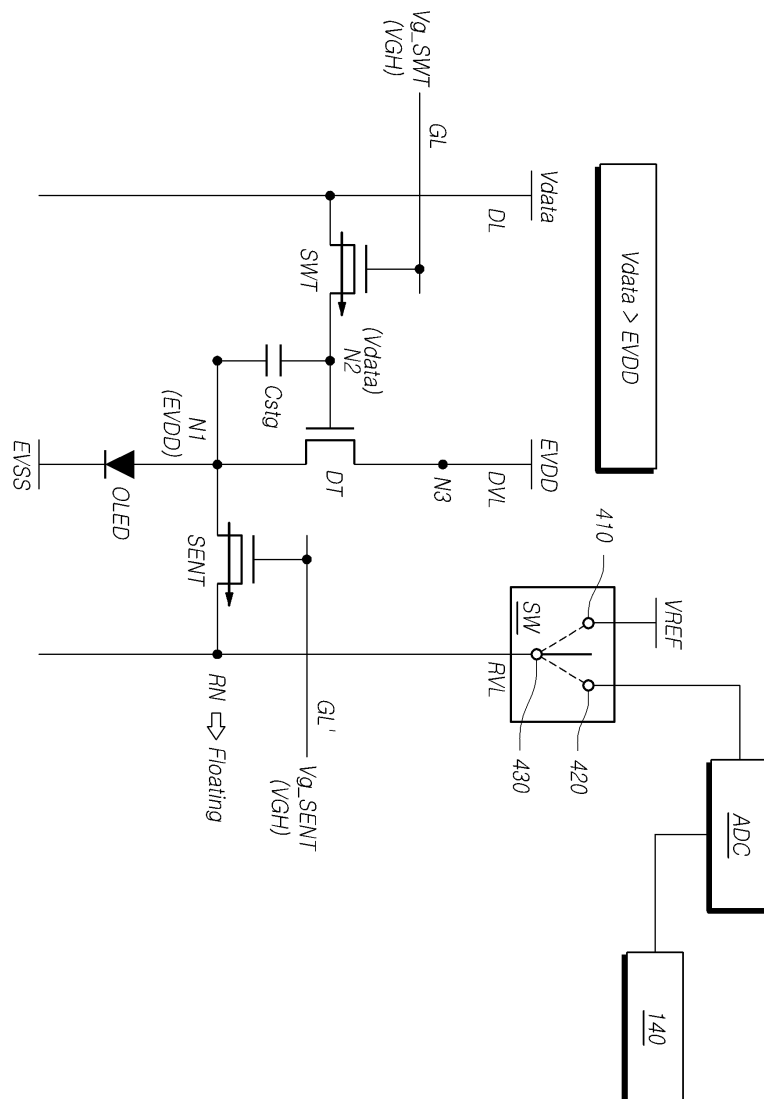 Vdata > EVDD
Vdata
DL
Vg_SWT
(VGH)
GL
SWT
(Vdata)
N2
Cstg
N1
(EVDD)
DT
EVDD
DVL
N3
OLED
EVSS
SENT
GL'
Vg_SENT
(VGH)
RN ⇨ Floating
RVL
SW
410
420
430
VREF
ADC
140